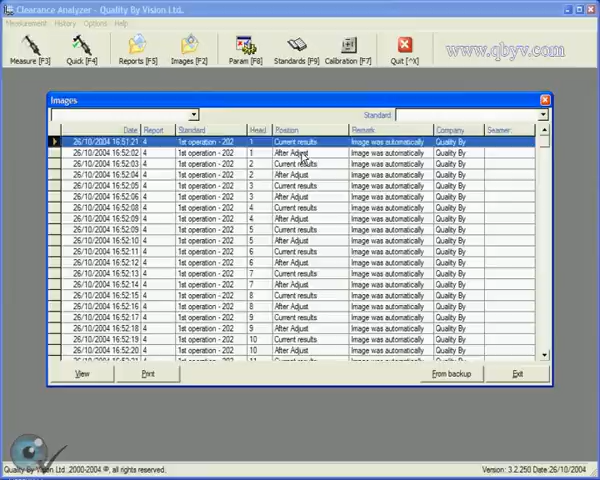 Clearance Analyzer - Quality By Vision Ltd.
Measurement History Options Help
Measure [F3] Quick [F4] Reports [F5] Images [F2] Param [F8] Standards [F9] Calibration [F7] Quit [^X]
www.qbyv.com
Images
Standard:
Date Report Standard Head Position Remark Company Seamer
26/10/2004 16:51:21 4 1st operation - 202 1 Current results Image was automatically Quality By
26/10/2004 16:52:02 4 1st operation - 202 1 After Adjust Image was automatically Quality By
26/10/2004 16:52:03 4 1st operation - 202 2 Current results Image was automatically Quality By
26/10/2004 16:52:04 4 1st operation - 202 2 After Adjust Image was automatically Quality By
26/10/2004 16:52:05 4 1st operation - 202 3 Current results Image was automatically Quality By
26/10/2004 16:52:06 4 1st operation - 202 3 After Adjust Image was automatically Quality By
26/10/2004 16:52:08 4 1st operation - 202 4 Current results Image was automatically Quality By
26/10/2004 16:52:09 4 1st operation - 202 4 After Adjust Image was automatically Quality By
26/10/2004 16:52:09 4 1st operation - 202 5 Current results Image was automatically Quality By
26/10/2004 16:52:10 4 1st operation - 202 5 After Adjust Image was automatically Quality By
26/10/2004 16:52:11 4 1st operation - 202 6 Current results Image was automatically Quality By
26/10/2004 16:52:12 4 1st operation - 202 6 After Adjust Image was automatically Quality By
26/10/2004 16:52:13 4 1st operation - 202 7 Current results Image was automatically Quality By
26/10/2004 16:52:14 4 1st operation - 202 7 After Adjust Image was automatically Quality By
26/10/2004 16:52:15 4 1st operation - 202 8 Current results Image was automatically Quality By
26/10/2004 16:52:16 4 1st operation - 202 8 After Adjust Image was automatically Quality By
26/10/2004 16:52:17 4 1st operation - 202 9 Current results Image was automatically Quality By
26/10/2004 16:52:18 4 1st operation - 202 9 After Adjust Image was automatically Quality By
26/10/2004 16:52:19 4 1st operation - 202 10 Current results Image was automatically Quality By
26/10/2004 16:52:20 4 1st operation - 202 10 After Adjust Image was automatically Quality By
26/10/2004 16:52:21 4 1st operation - 202 11 Current results Image was automatically Quality By
View Print From backup Exit
Quality By Vision Ltd :2000-2004 ®, all rights reserved. Version: 3.2.250 Date:26/10/2004